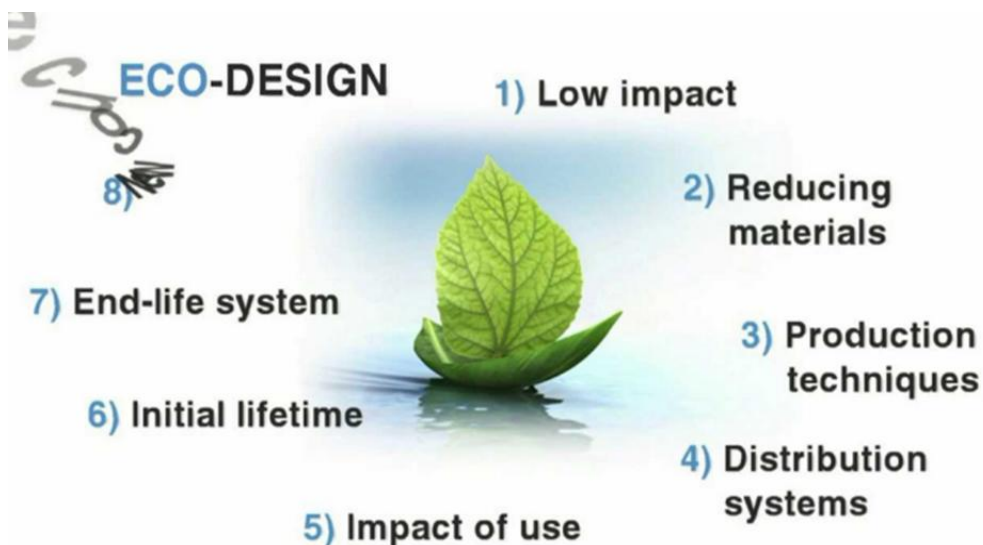 ECO-DESIGN
1) Low impact
2) Reducing
materials
3) Production
techniques
4) Distribution
systems
5) Impact of use
6) Initial lifetime
7) End-life system
8)